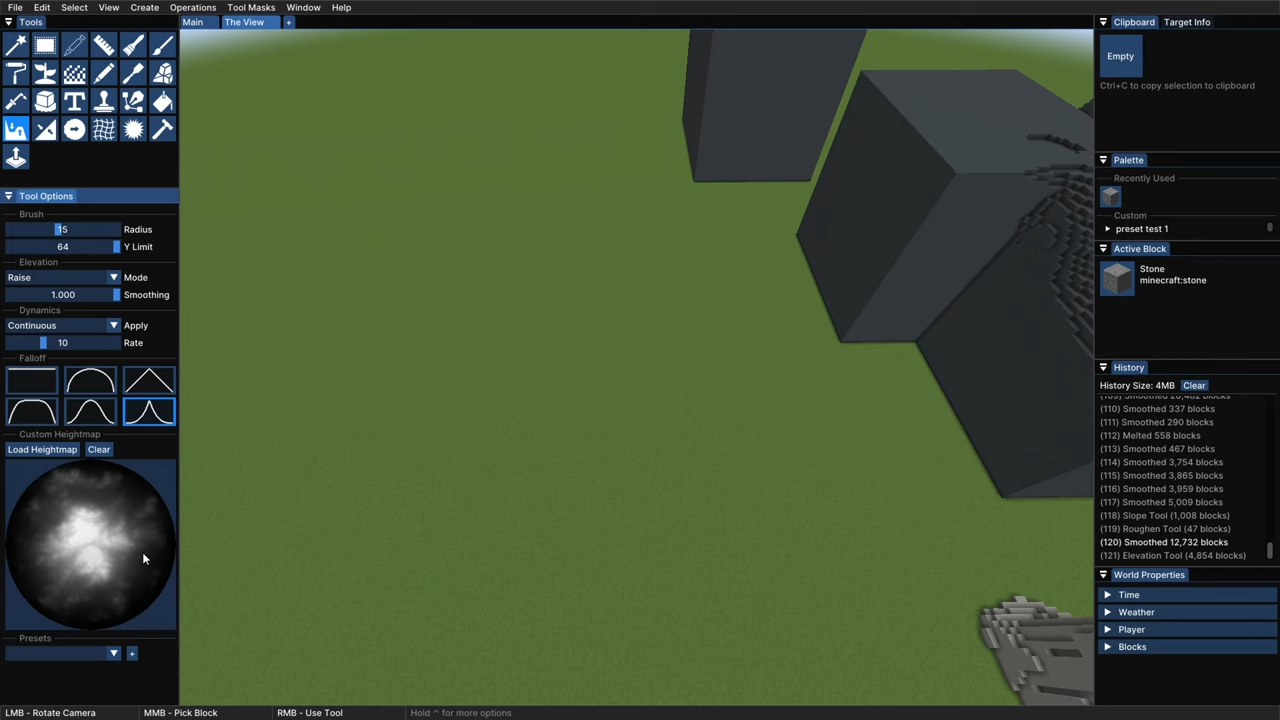 File Edit Select View Create Operations Tool Masks Window Help
Tools
Main The View +
Clipboard Target Info
Empty
Ctrl+C to copy selection to clipboard
Palette
Recently Used
Custom
preset test 1
Active Block
Stone
minecraft:stone
Tool Options
Brush
15 Radius
64 Y Limit
Elevation
Raise Mode
1.000 Smoothing
Dynamics
Continuous Apply
10 Rate
Falloff
Custom Heightmap
Load Heightmap Clear
Presets
+
History
History Size: 4MB Clear
(110) Smoothed 337 blocks
(111) Smoothed 290 blocks
(112) Melted 558 blocks
(113) Smoothed 467 blocks
(114) Smoothed 3,754 blocks
(115) Smoothed 3,865 blocks
(116) Smoothed 3,959 blocks
(117) Smoothed 5,009 blocks
(118) Slope Tool (1,008 blocks)
(119) Roughen Tool (47 blocks)
(120) Smoothed 12,732 blocks
(121) Elevation Tool (4,854 blocks)
World Properties
Time
Weather
Player
Blocks
LMB - Rotate Camera MMB - Pick Block RMB - Use Tool Hold ^ for more options